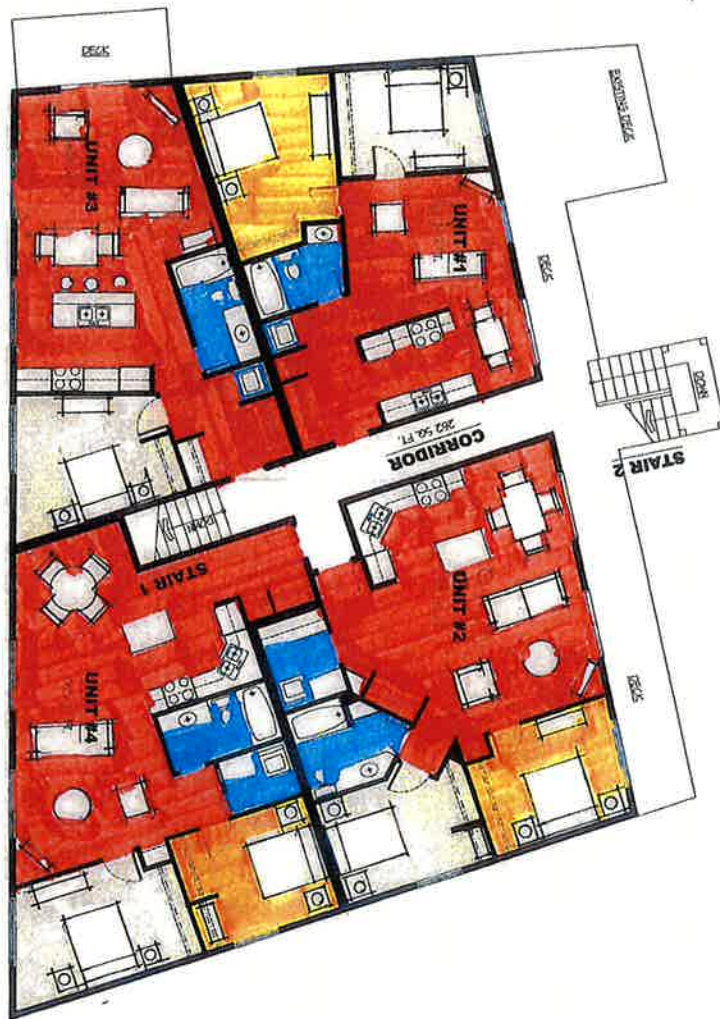 DECK
EXISTING DECK
UNIT #3
UNIT #1
DECK
DOWN
STAIR 2
262 SQ. FT.
CORRIDOR
DOWN
STAIR 1
UNIT #2
UNIT #4
DECK